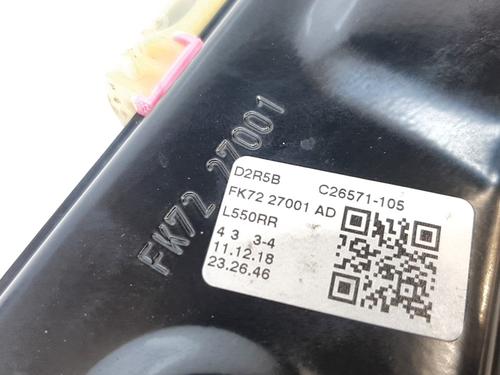 FK72 27001
D2R5B C26571-105
FK72 27001 AD
L550RR
4 3 3-4
11.12.18
23.26.46